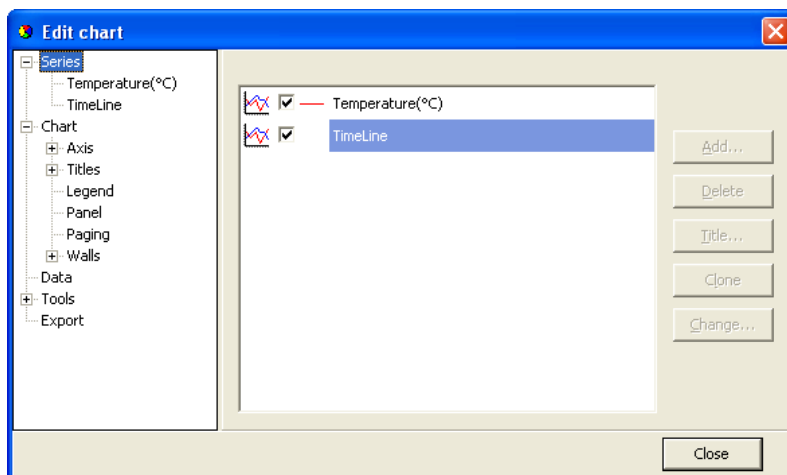 Edit chart
Series
Temperature(°C)
TimeLine
Chart
Axis
Titles
Legend
Panel
Paging
Walls
Data
Tools
Export
Temperature(°C)
TimeLine
Add...
Delete
Title...
Clone
Change...
Close